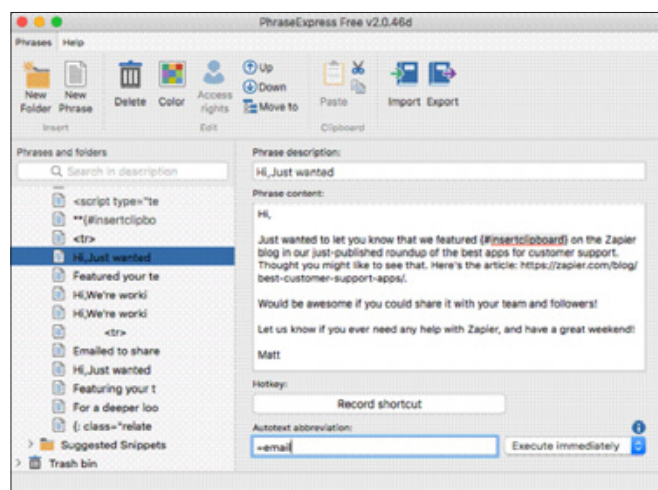 PhraseExpress Free v2.0.46d
Phrases Help
New Folder
New Phrase
Delete
Color
Access rights
Up
Down
Move to
Paste
Import Export
Insert
Edit
Clipboard
Phrases and folders
Search in description
<script type="te
**{#insertclipbo
<tr>
Hi,Just wanted
Featured your te
Hi,We're worki
Hi,We're worki
<tr>
Emailed to share
Hi,Just wanted
Featuring your t
For a deeper loo
{: class="relate
Suggested Snippets
Trash bin
Phrase description:
Hi,Just wanted
Phrase content:
Hi,
Just wanted to let you know that we featured {#insertclipboard} on the Zapier
blog in our just-published roundup of the best apps for customer support.
Thought you might like to see that. Here's the article: https://zapier.com/blog/
best-customer-support-apps/.
Would be awesome if you could share it with your team and followers!
Let us know if you ever need any help with Zapier, and have a great weekend!
Matt
Hotkey:
Record shortcut
Autotext abbreviation:
=email
Execute immediately